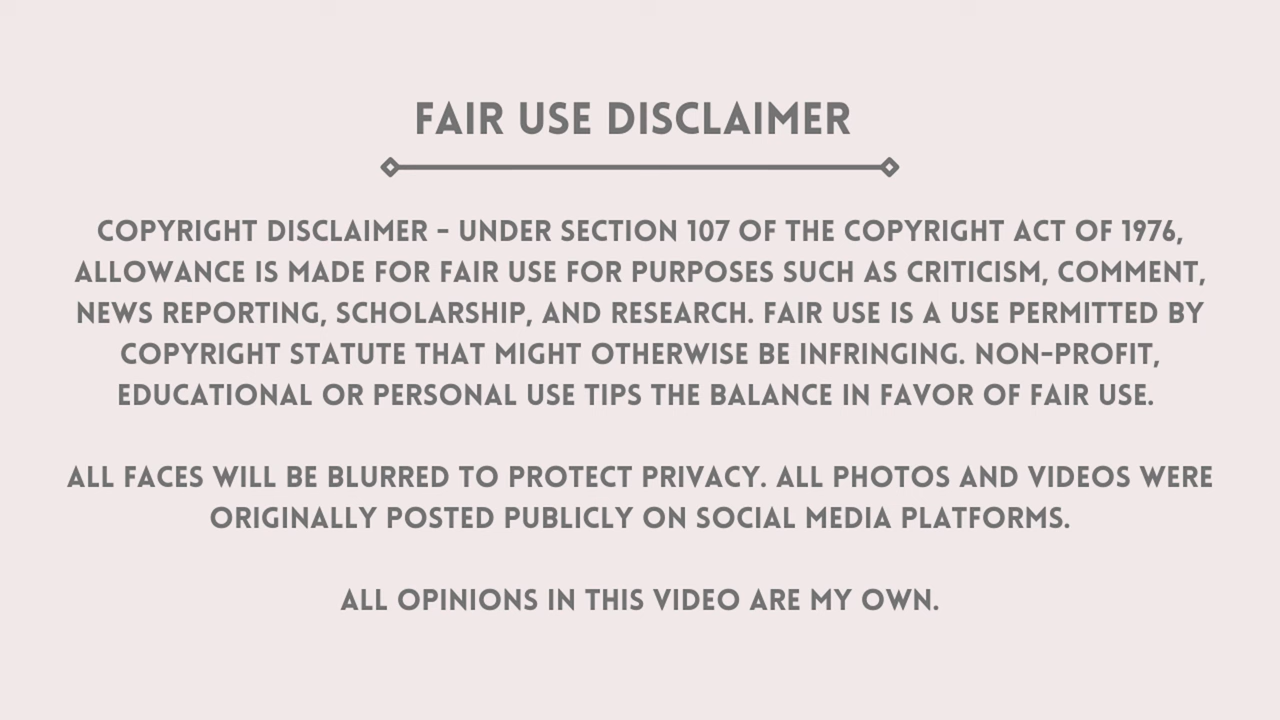 FAIR USE DISCLAIMER
COPYRIGHT DISCLAIMER - UNDER SECTION 107 OF THE COPYRIGHT ACT OF 1976,
ALLOWANCE IS MADE FOR FAIR USE FOR PURPOSES SUCH AS CRITICISM, COMMENT,
NEWS REPORTING, SCHOLARSHIP, AND RESEARCH. FAIR USE IS A USE PERMITTED BY
COPYRIGHT STATUTE THAT MIGHT OTHERWISE BE INFRINGING. NON-PROFIT,
EDUCATIONAL OR PERSONAL USE TIPS THE BALANCE IN FAVOR OF FAIR USE.
ALL FACES WILL BE BLURRED TO PROTECT PRIVACY. ALL PHOTOS AND VIDEOS WERE
ORIGINALLY POSTED PUBLICLY ON SOCIAL MEDIA PLATFORMS.
ALL OPINIONS IN THIS VIDEO ARE MY OWN.